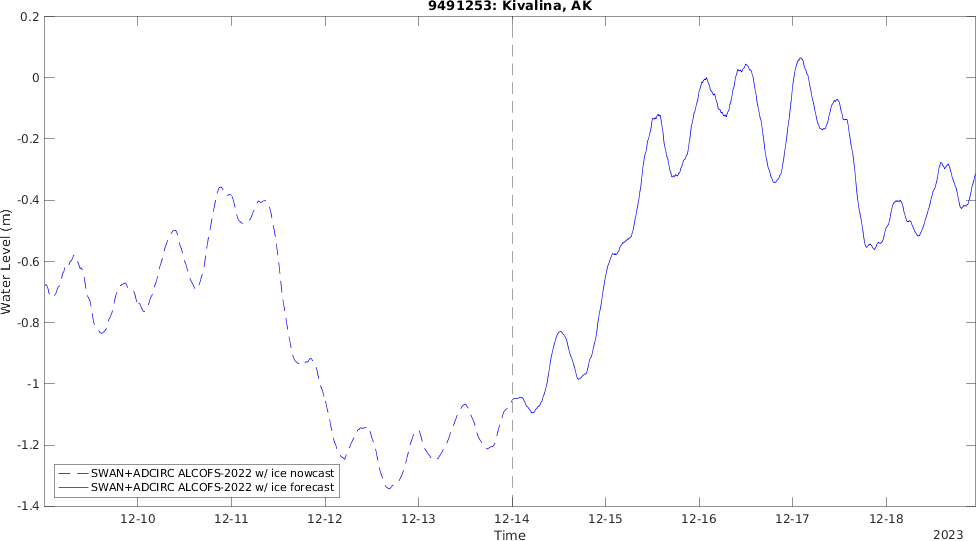 9491253: Kivalina, AK
0.2
0
-0.2
-0.4
-0.6
-0.8
-1
-1.2
-1.4
Water Level (m)
SWAN+ADCIRC ALCOFS-2022 w/ ice nowcast
SWAN+ADCIRC ALCOFS-2022 w/ ice forecast
12-10 12-11 12-12 12-13 12-14 12-15 12-16 12-17 12-18
Time
2023